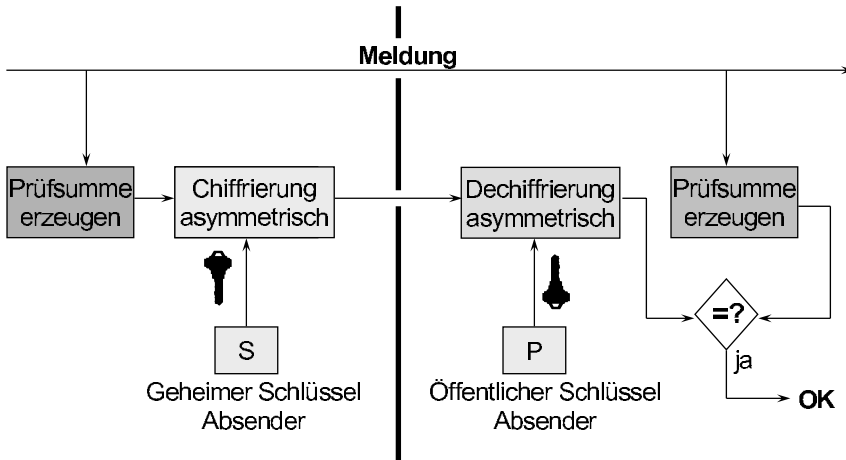 Meldung
Prüfsumme
erzeugen
Chiffrierung
asymmetrisch
Dechiffrierung
asymmetrisch
Prüfsumme
erzeugen
=?
S
P
ja
Geheimer Schlüssel
Absender
Öffentlicher Schlüssel
Absender
OK